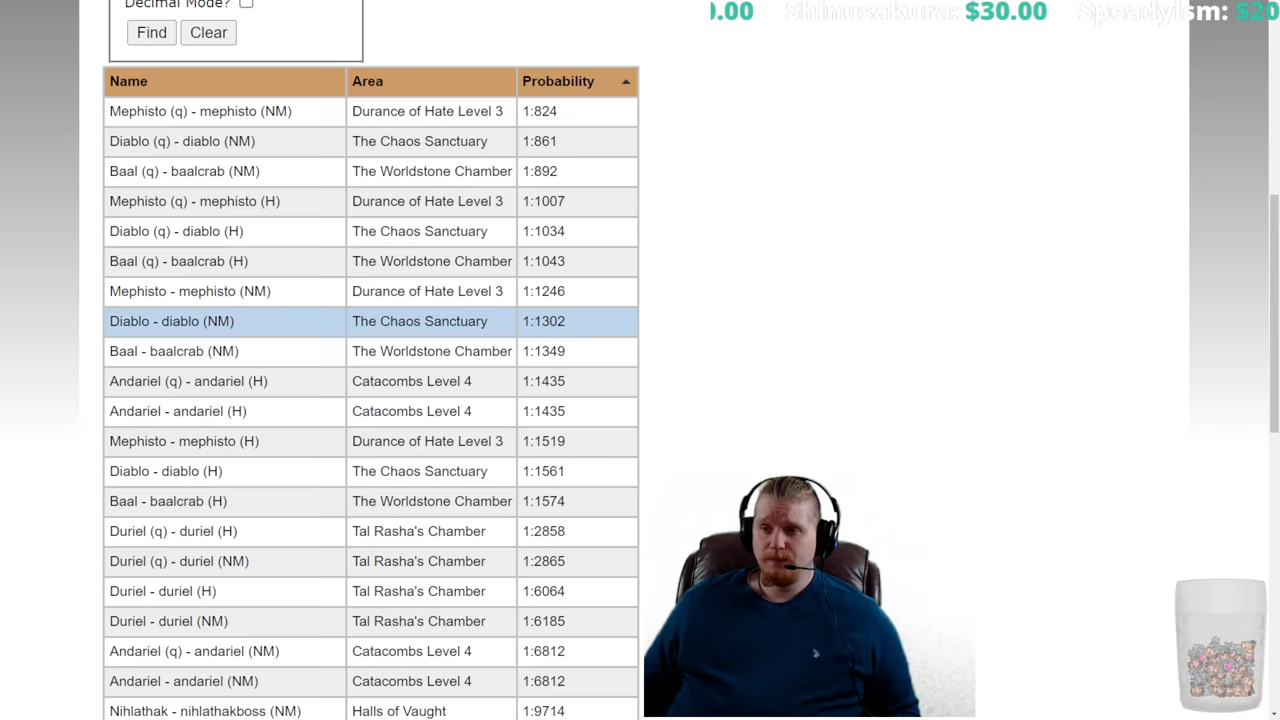 Decimal Mode?
0.00 Shinusakura: $30.00 Speadyism: $20
Find Clear
Name Area Probability
Mephisto (q) - mephisto (NM) Durance of Hate Level 3 1:824
Diablo (q) - diablo (NM) The Chaos Sanctuary 1:861
Baal (q) - baalcrab (NM) The Worldstone Chamber 1:892
Mephisto (q) - mephisto (H) Durance of Hate Level 3 1:1007
Diablo (q) - diablo (H) The Chaos Sanctuary 1:1034
Baal (q) - baalcrab (H) The Worldstone Chamber 1:1043
Mephisto - mephisto (NM) Durance of Hate Level 3 1:1246
Diablo - diablo (NM) The Chaos Sanctuary 1:1302
Baal - baalcrab (NM) The Worldstone Chamber 1:1349
Andariel (q) - andariel (H) Catacombs Level 4 1:1435
Andariel - andariel (H) Catacombs Level 4 1:1435
Mephisto - mephisto (H) Durance of Hate Level 3 1:1519
Diablo - diablo (H) The Chaos Sanctuary 1:1561
Baal - baalcrab (H) The Worldstone Chamber 1:1574
Duriel (q) - duriel (H) Tal Rasha's Chamber 1:2858
Duriel (q) - duriel (NM) Tal Rasha's Chamber 1:2865
Duriel - duriel (H) Tal Rasha's Chamber 1:6064
Duriel - duriel (NM) Tal Rasha's Chamber 1:6185
Andariel (q) - andariel (NM) Catacombs Level 4 1:6812
Andariel - andariel (NM) Catacombs Level 4 1:6812
Nihlathak - nihlathakboss (NM) Halls of Vaught 1:9714